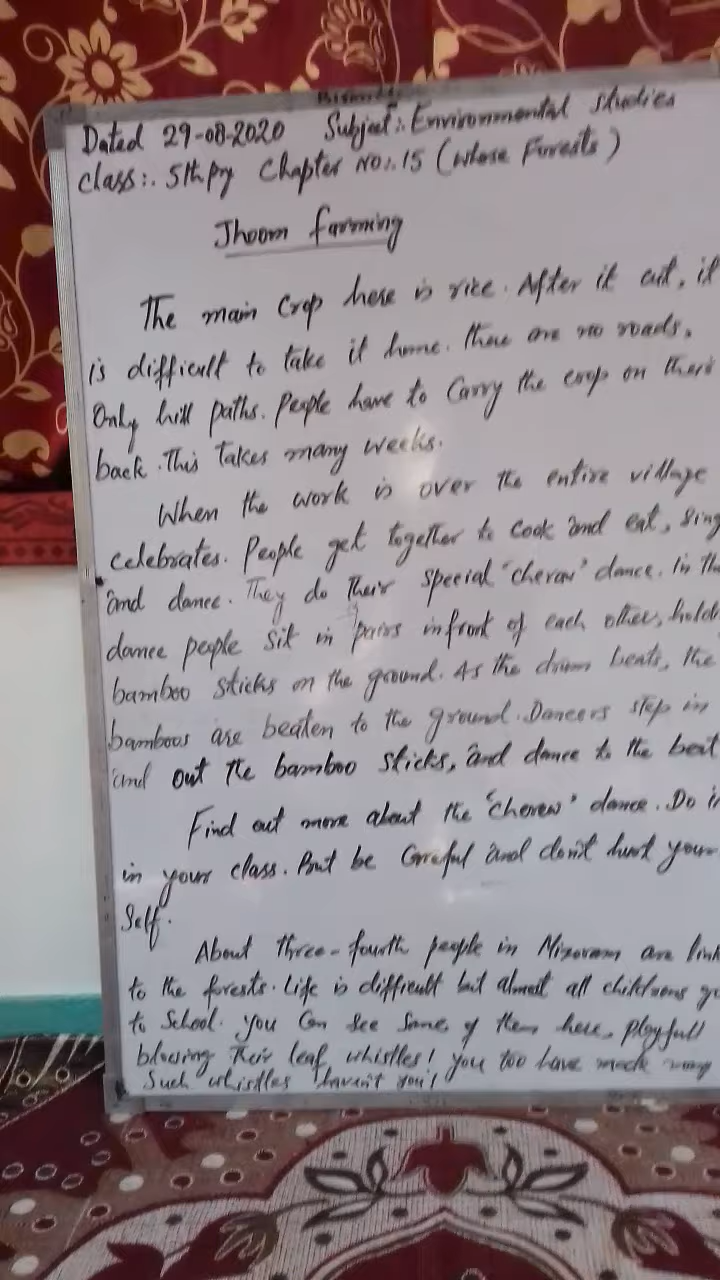 Dated 29-08-2020 Subject:. Environmental studies
class:. 5th pry Chapter No:. 15 (Whose Forests)
Jhoom farming
The main crop here is rice. After it cut, it
is difficult to take it home. there are no roads,
Only hill paths. People have to Carry the crop on their
back. This takes many weeks.
When the work is over the entire village
celebrates. People get together to cook and eat, Sing
and dance. They do their special 'cheraw' dance. In th
dance people sit in pairs infront of each other, hold
bamboo sticks on the ground. As the drum beats, the
bamboos are beaten to the ground. Dancers step in
and out the bamboo sticks, and dance to the beat
Find out more about the 'cheraw' dance. Do i
in your class. But be Careful and don't hurt your
Self.
About three-fourth people in Mizoram are link
to the forests. Life is difficult but almost all childrens go
to School. You Can See Some of them here, playfull
blowing their leaf whistles! you too have made many
Such whistles haven't you!